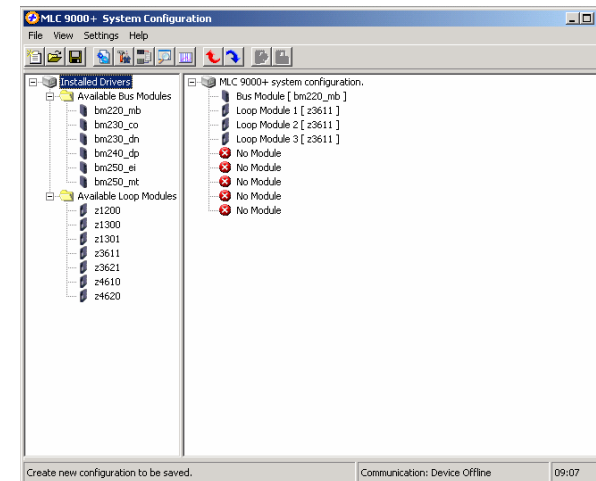 MLC 9000+ System Configuration
File View Settings Help
Installed Drivers
Available Bus Modules
bm220_mb
bm230_co
bm230_dn
bm240_dp
bm250_ei
bm250_mt
Available Loop Modules
z1200
z1300
z1301
z3611
z3621
z4610
z4620
MLC 9000+ system configuration.
Bus Module [ bm220_mb ]
Loop Module 1 [ z3611 ]
Loop Module 2 [ z3611 ]
Loop Module 3 [ z3611 ]
No Module
No Module
No Module
No Module
No Module
Create new configuration to be saved.
Communication: Device Offline
09:07